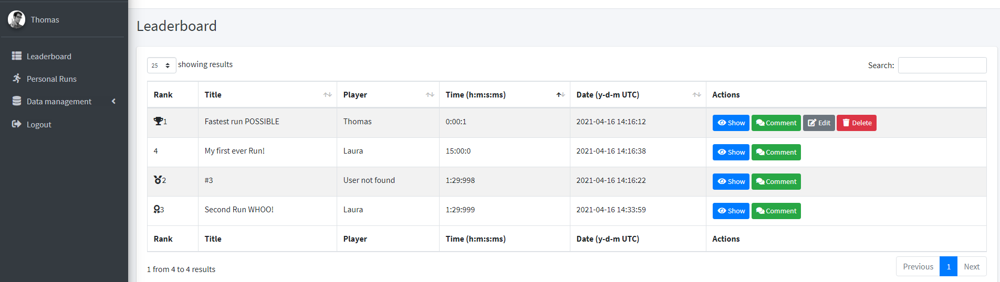 Thomas
Leaderboard
Personal Runs
Data management
Logout
Leaderboard
25 showing results
Search:
Rank Title Player Time (h:m:s:ms) Date (y-d-m UTC) Actions
1 Fastest run POSSIBLE Thomas 0:00:1 2021-04-16 14:16:12 Show Comment Edit Delete
4 My first ever Run! Laura 15:00:0 2021-04-16 14:16:38 Show Comment
2 #3 User not found 1:29:998 2021-04-16 14:16:22 Show Comment
3 Second Run WHOO! Laura 1:29:999 2021-04-16 14:33:59 Show Comment
Rank Title Player Time (h:m:s:ms) Date (y-d-m UTC) Actions
1 from 4 to 4 results
Previous 1 Next